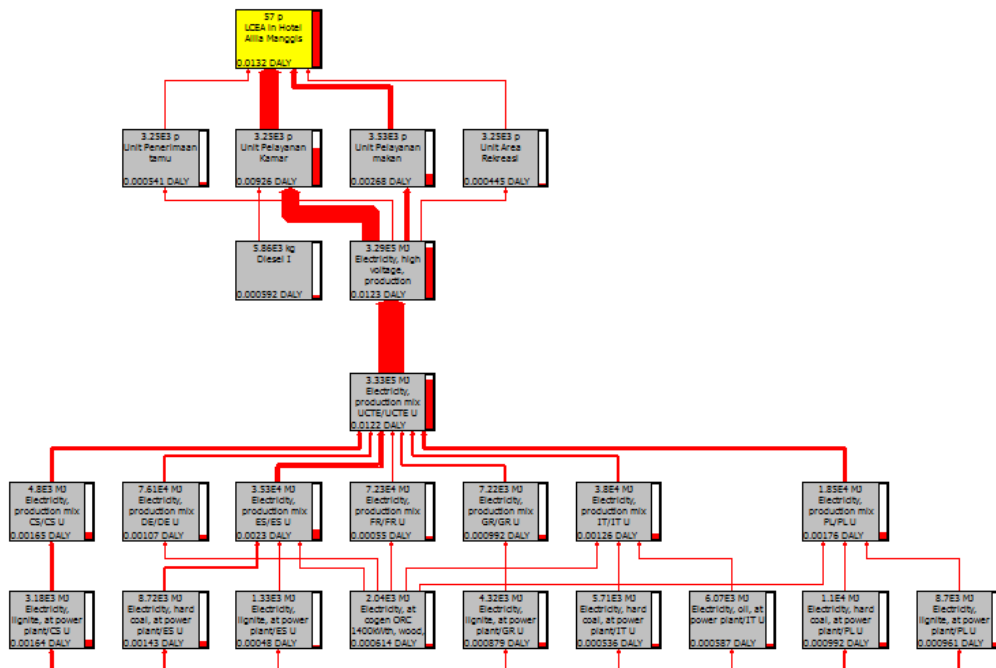 57 p
LCEA in Hotel
Alila Manggis
0.0132 DALY
3.25E3 p
Unit Penerimaan
tamu
0.000541 DALY
3.25E3 p
Unit Pelayanan
Kamar
0.00926 DALY
3.53E3 p
Unit Pelayanan
makan
0.00268 DALY
3.25E3 p
Unit Area
Rekreasi
0.000445 DALY
5.86E3 kg
Diesel I
0.000592 DALY
3.29E5 MJ
Electricity, high
voltage,
production
0.0123 DALY
3.33E5 MJ
Electricity,
production mix
UCTE/UCTE U
0.0122 DALY
4.8E3 MJ
Electricity,
production mix
CS/CS U
0.00165 DALY
7.61E4 MJ
Electricity,
production mix
DE/DE U
0.00107 DALY
3.53E4 MJ
Electricity,
production mix
ES/ES U
0.0023 DALY
7.23E4 MJ
Electricity,
production mix
FR/FR U
0.00055 DALY
7.22E3 MJ
Electricity,
production mix
GR/GR U
0.000992 DALY
3.8E4 MJ
Electricity,
production mix
IT/IT U
0.00126 DALY
1.85E4 MJ
Electricity,
production mix
PL/PL U
0.00176 DALY
3.18E3 MJ
Electricity,
lignite, at power
plant/CS U
0.00164 DALY
8.72E3 MJ
Electricity, hard
coal, at power
plant/ES U
0.00143 DALY
1.33E3 MJ
Electricity,
lignite, at power
plant/ES U
0.00048 DALY
2.04E3 MJ
Electricity, at
cogen ORC
1400kWth, wood,
0.000614 DALY
4.32E3 MJ
Electricity,
lignite, at power
plant/GR U
0.000879 DALY
5.71E3 MJ
Electricity, hard
coal, at power
plant/IT U
0.000536 DALY
6.07E3 MJ
Electricity, oil, at
power plant/IT U
0.000587 DALY
1.1E4 MJ
Electricity, hard
coal, at power
plant/PL U
0.000992 DALY
8.7E3 MJ
Electricity,
lignite, at power
plant/PL U
0.000961 DALY